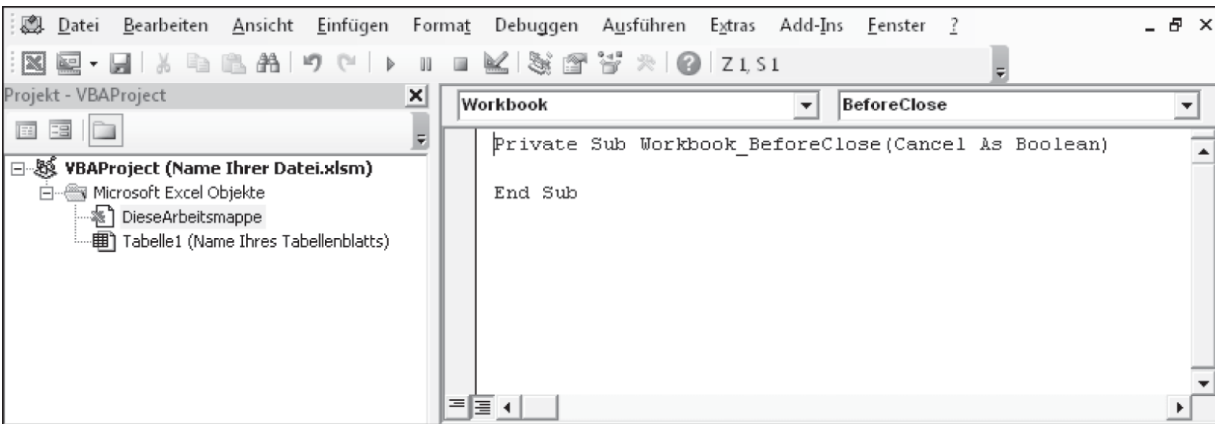 Datei Bearbeiten Ansicht Einfügen Format Debuggen Ausführen Extras Add-Ins Fenster ?
Z 1, S 1
Projekt - VBAProject
VBAProject (Name Ihrer Datei.xlsm)
Microsoft Excel Objekte
DieseArbeitsmappe
Tabelle1 (Name Ihres Tabellenblatts)
Workbook BeforeClose
Private Sub Workbook_BeforeClose(Cancel As Boolean)
End Sub